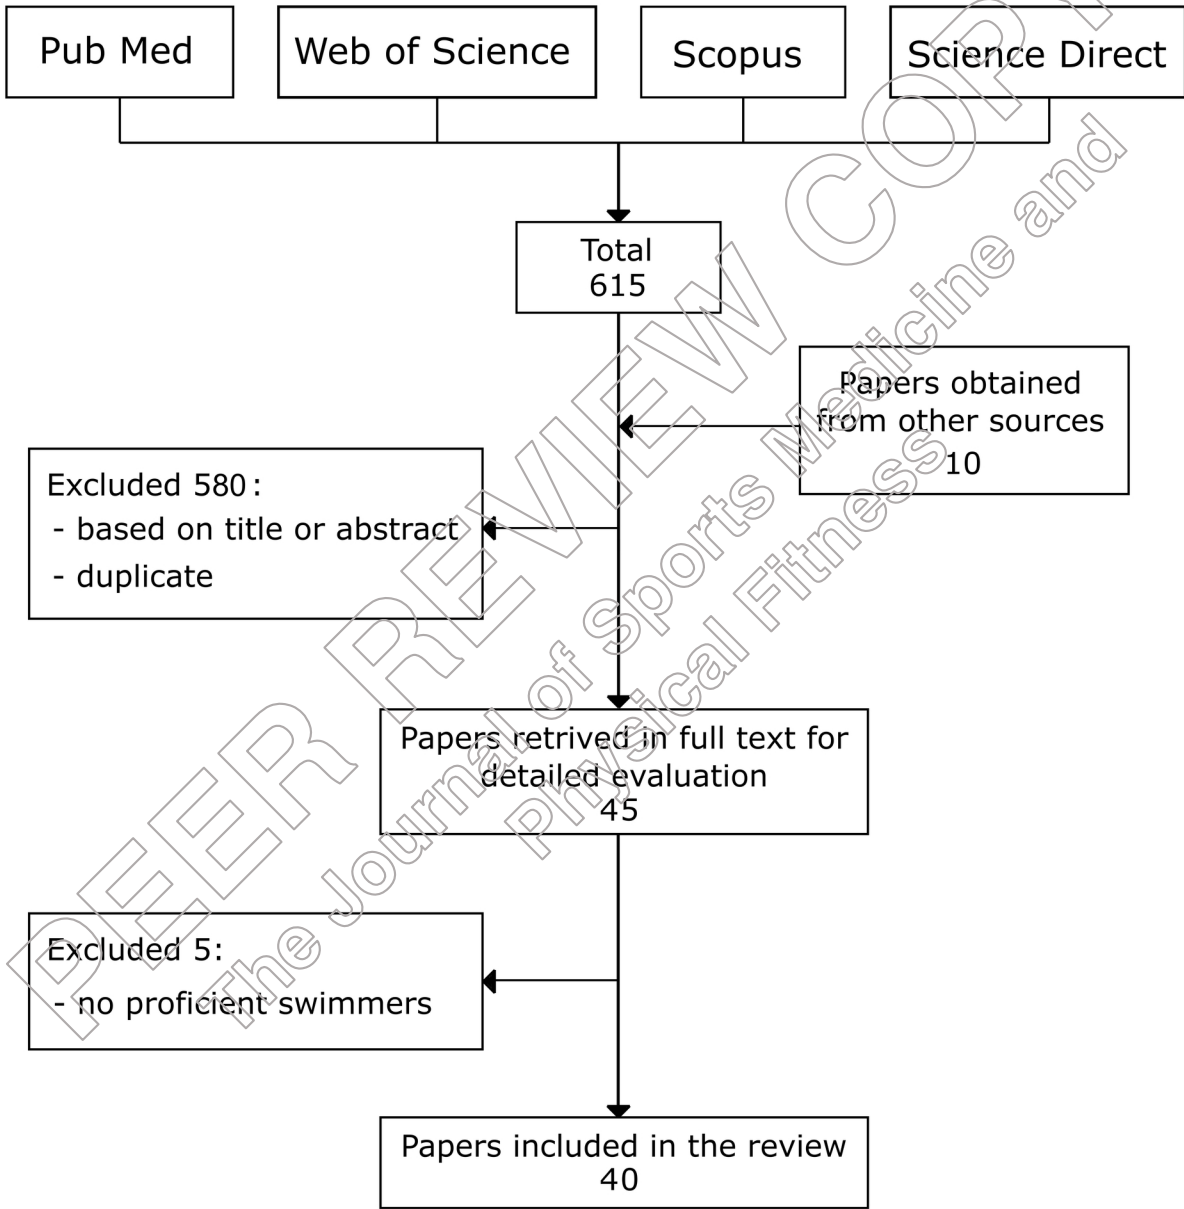 Pub Med
Web of Science
Scopus
Science Direct
Total
615
Papers obtained
from other sources
10
Excluded 580:
- based on title or abstract
- duplicate
Papers retrived in full text for
detailed evaluation
45
Excluded 5:
- no proficient swimmers
Papers included in the review
40
PEER REVIEW COPY
The Journal of Sports Medicine and
Physical Fitness